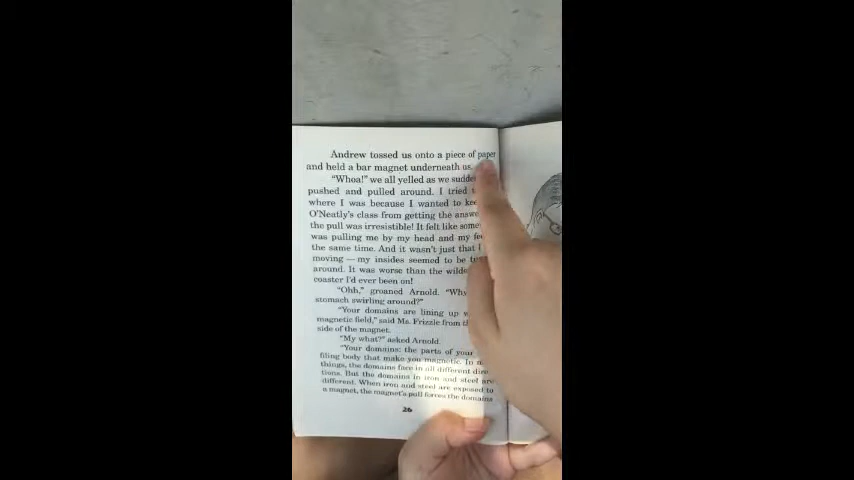 Andrew tossed us onto a piece of paper
and held a bar magnet underneath us.
"Whoa!" we all yelled as we sudde
pushed and pulled around. I tried
where I was because I wanted to ke
O'Neatly's class from getting the answ
the pull was irresistible! It felt like some
was pulling me by my head and my fe
the same time. And it wasn't just that I
moving — my insides seemed to be
around. It was worse than the wilde
coaster I'd ever been on!
"Ohh," groaned Arnold. "Why
stomach swirling around?"
"Your domains are lining up w
magnetic field," said Ms. Frizzle from th
side of the magnet.
"My what?" asked Arnold.
"Your domains: the parts of your
filing body that make you magnetic. In
things, the domains face in all different dire
tions. But the domains in iron and steel are
different. When iron and steel are exposed to
a magnet, the magnet's pull forces the domains
26